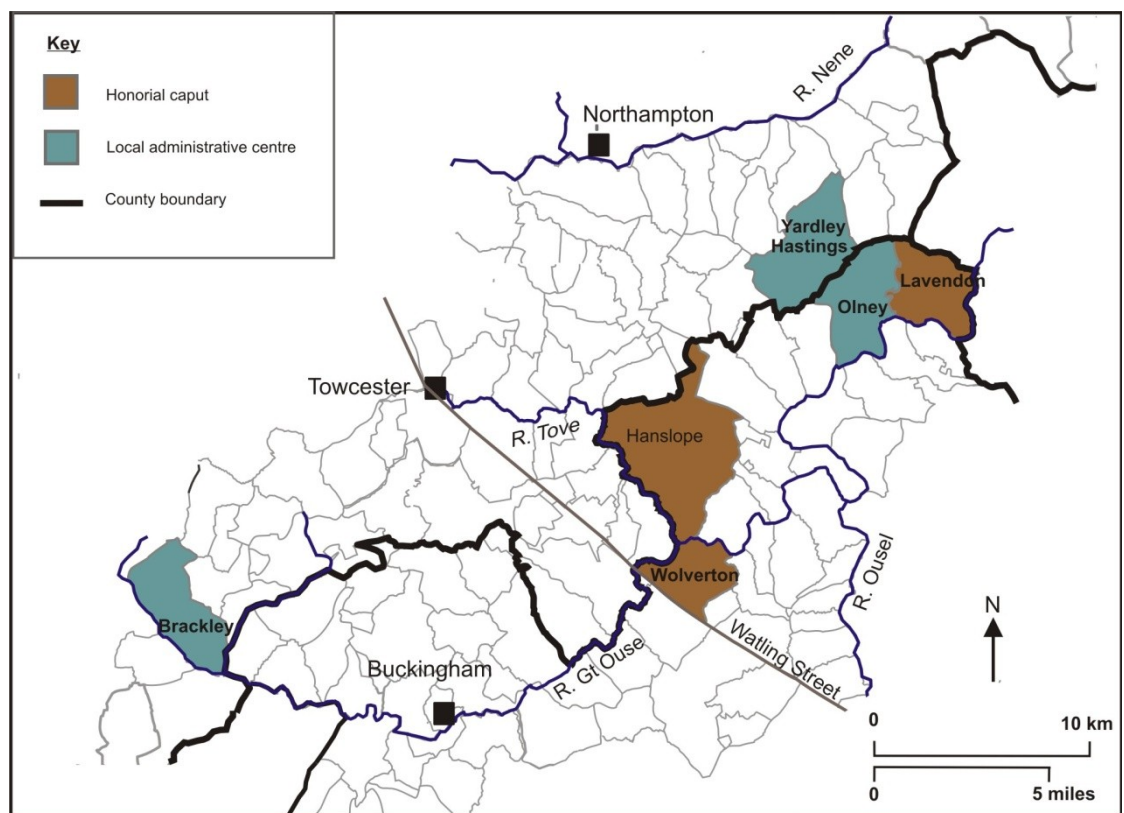 Key
Honorial caput
Local administrative centre
County boundary
R. Nene
Northampton
Yardley
Hastings
Lavendon
Olney
Towcester
R. Tove
Hanslope
Wolverton
R. Ousel
Brackley
Watling Street
N
Buckingham
R. Gt Ouse
0
10 km
0
5 miles